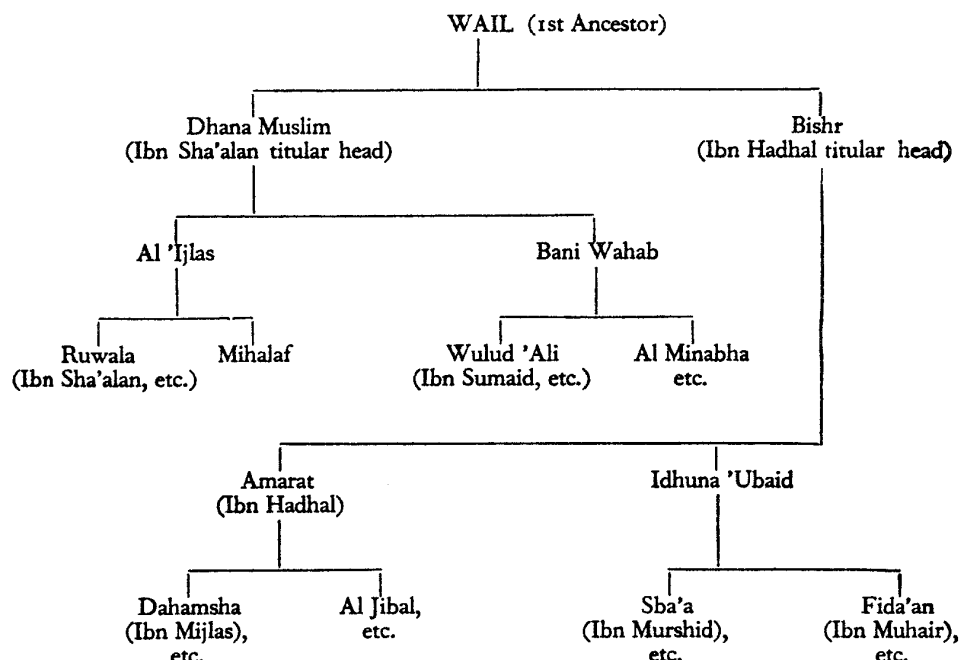 WAIL (1st Ancestor)
Dhana Muslim
(Ibn Sha'alan titular head)
Bishr
(Ibn Hadhal titular head)
Al 'Ijlas
Bani Wahab
Ruwala
(Ibn Sha'alan, etc.)
Mihalaf
Wulud 'Ali
(Ibn Sumaid, etc.)
Al Minabha
etc.
Amarat
(Ibn Hadhal)
Idhuna 'Ubaid
Dahamsha
(Ibn Mijlas),
etc.
Al Jibal,
etc.
Sba'a
(Ibn Murshid),
etc.
Fida'an
(Ibn Muhair),
etc.